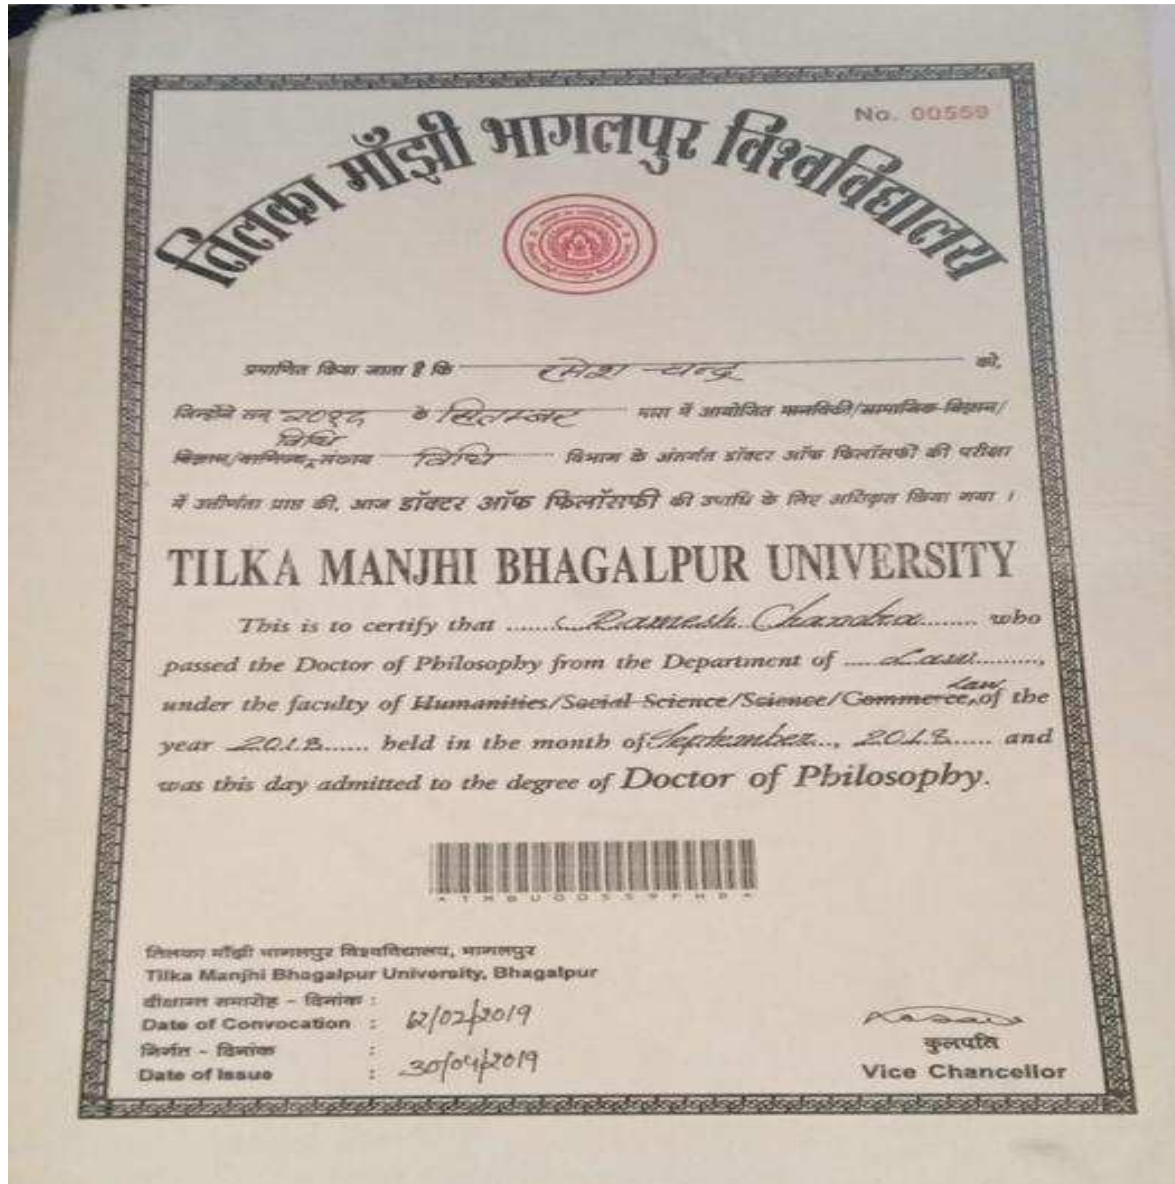 No. 00559
तिलका माँझी भागलपुर विश्वविद्यालय
प्रमाणित किया जाता है कि रमेश चन्द्र को,
जिन्होंने सन् २०१८ के सितम्बर मास में आयोजित मानविकी/सामाजिक विज्ञान/
विधि
विज्ञान/वाणिज्य, संकाय विधि विभाग के अंतर्गत डॉक्टर ऑफ फिलॉसफी की परीक्षा
में उत्तीर्णता प्राप्त की, आज डॉक्टर ऑफ फिलॉसफी की उपाधि के लिए अधिकृत किया गया ।
TILKA MANJHI BHAGALPUR UNIVERSITY
This is to certify that ...... Ramesh Chandra ........ who
passed the Doctor of Philosophy from the Department of ..... Law ..........,
Law
under the faculty of Humanities/Social Science/Science/Commerce, of the
year 2018 ...... held in the month of September ..., 2018 ...... and
was this day admitted to the degree of Doctor of Philosophy.
*TMBU00559PHD*
तिलका माँझी भागलपुर विश्वविद्यालय, भागलपुर
Tilka Manjhi Bhagalpur University, Bhagalpur
दीक्षान्त समारोह - दिनांक :
Date of Convocation : 12/02/2019
निर्गत - दिनांक :
Date of Issue : 30/04/2019
कुलपति
Vice Chancellor